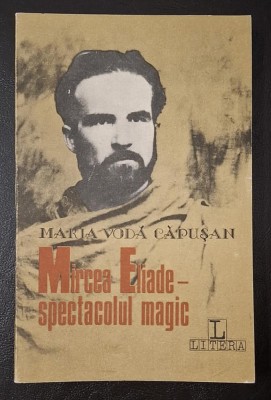 MARIA VODĂ CĂPUŞAN
Mircea Eliade –
spectacolul magic
L
LITERA